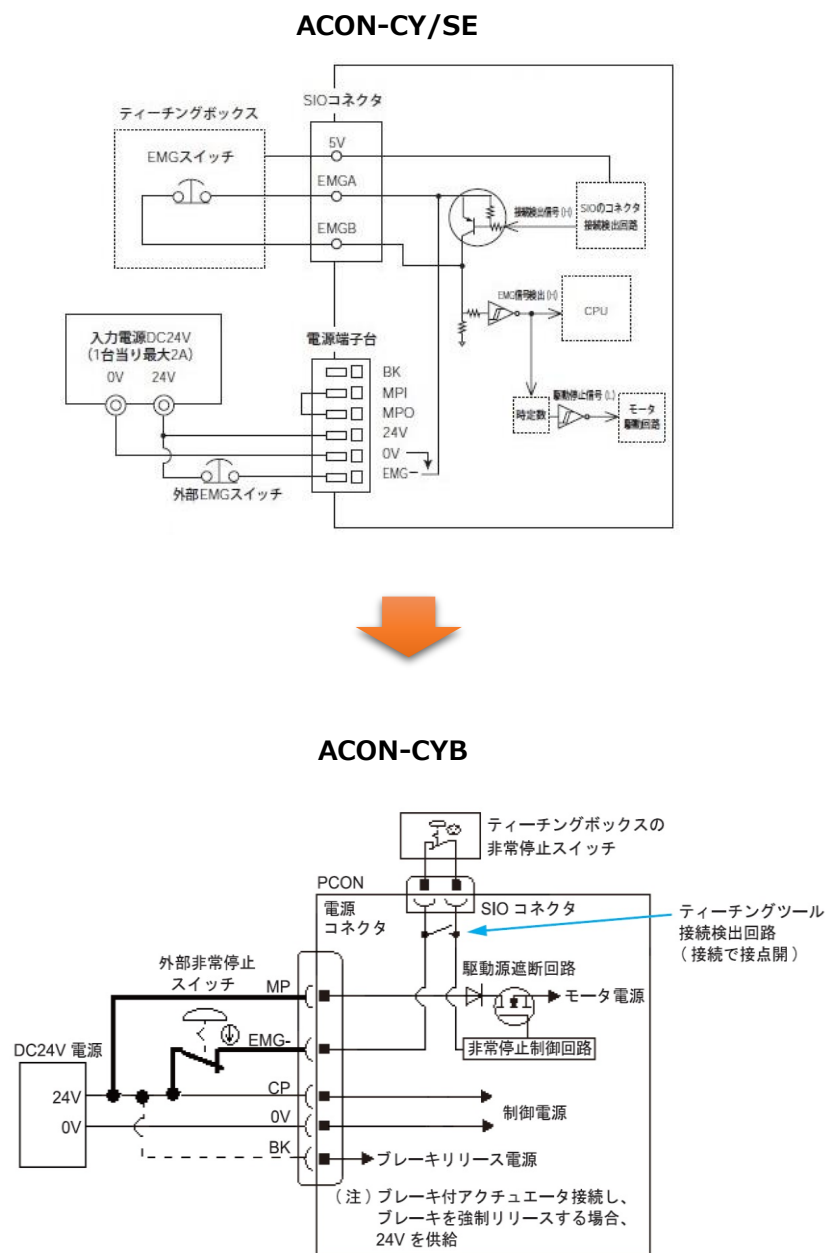 ACON-CY/SE
SIOコネクタ
ティーチングボックス
EMGスイッチ
5V
EMGA
EMGB
接続検出信号(H)
SIOのコネクタ
接続検出回路
EMG信号検出(H)
CPU
入力電源DC24V
(1台当り最大2A)
0V
24V
電源端子台
BK
MPI
MPO
24V
0V
EMG−
外部EMGスイッチ
時定数
駆動停止信号(L)
モータ
駆動回路
ACON-CYB
ティーチングボックスの
非常停止スイッチ
PCON
電源
コネクタ
SIO コネクタ
ティーチングツール
接続検出回路
(接続で接点開)
外部非常停止
スイッチ
MP
駆動源遮断回路
モータ電源
EMG-
非常停止制御回路
DC24V 電源
24V
0V
CP
0V
制御電源
BK
ブレーキリリース電源
(注)ブレーキ付アクチュエータ接続し、
ブレーキを強制リリースする場合、
24V を供給